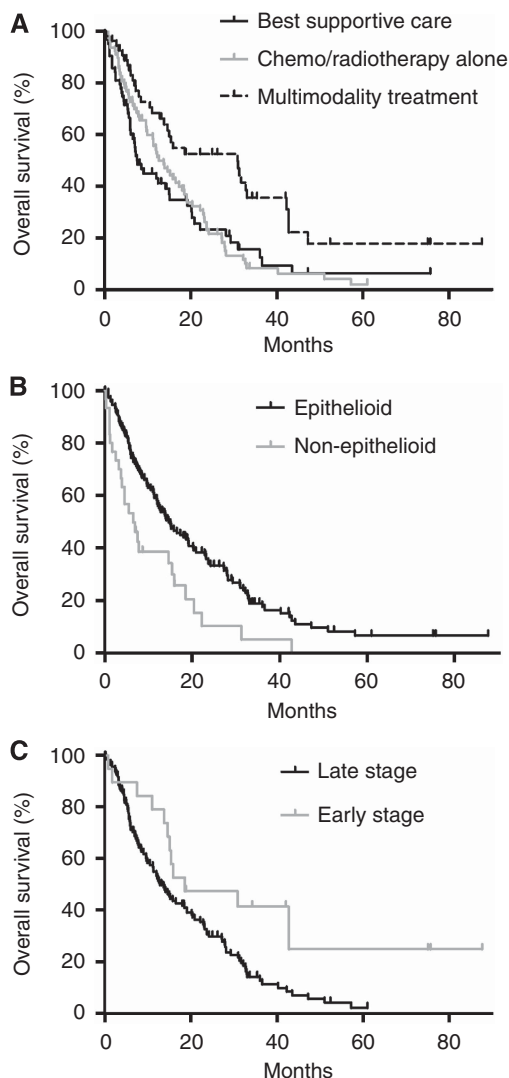 A
Best supportive care
Chemo/radiotherapy alone
Multimodality treatment
Overall survival (%)
100
80
60
40
20
0
0 20 40 60 80
Months
B
Epithelioid
Non-epithelioid
Overall survival (%)
100
80
60
40
20
0
0 20 40 60 80
Months
C
Late stage
Early stage
Overall survival (%)
100
80
60
40
20
0
0 20 40 60 80
Months